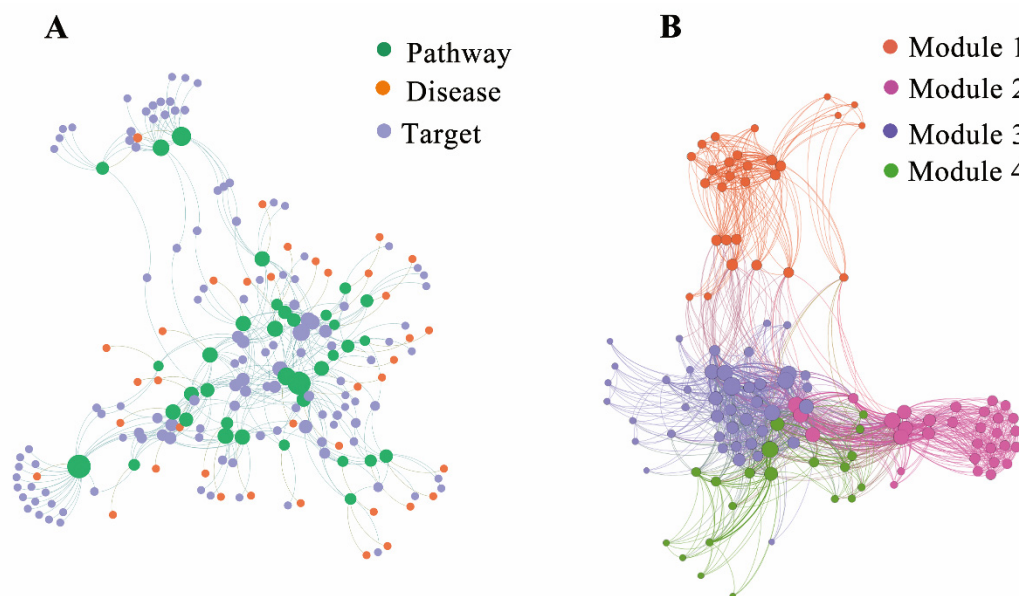 A
Pathway
Disease
Target
B
Module 1
Module 2
Module 3
Module 4